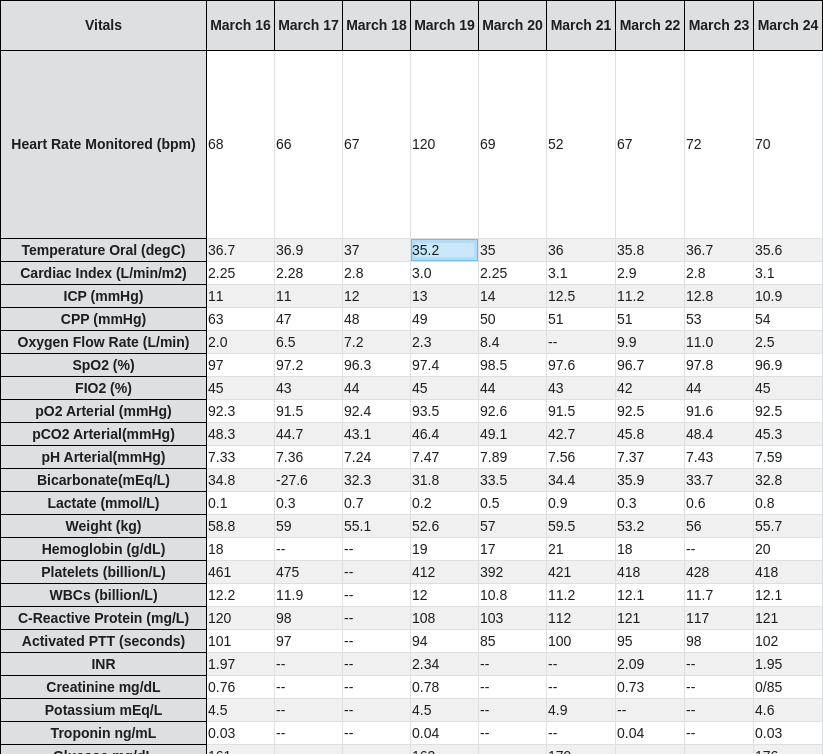 Vitals March 16 March 17 March 18 March 19 March 20 March 21 March 22 March 23 March 24
Heart Rate Monitored (bpm) 68 66 67 120 69 52 67 72 70
Temperature Oral (degC) 36.7 36.9 37 35.2 35 36 35.8 36.7 35.6
Cardiac Index (L/min/m2) 2.25 2.28 2.8 3.0 2.25 3.1 2.9 2.8 3.1
ICP (mmHg) 11 11 12 13 14 12.5 11.2 12.8 10.9
CPP (mmHg) 63 47 48 49 50 51 51 53 54
Oxygen Flow Rate (L/min) 2.0 6.5 7.2 2.3 8.4 -- 9.9 11.0 2.5
SpO2 (%) 97 97.2 96.3 97.4 98.5 97.6 96.7 97.8 96.9
FIO2 (%) 45 43 44 45 44 43 42 44 45
pO2 Arterial (mmHg) 92.3 91.5 92.4 93.5 92.6 91.5 92.5 91.6 92.5
pCO2 Arterial(mmHg) 48.3 44.7 43.1 46.4 49.1 42.7 45.8 48.4 45.3
pH Arterial(mmHg) 7.33 7.36 7.24 7.47 7.89 7.56 7.37 7.43 7.59
Bicarbonate(mEq/L) 34.8 -27.6 32.3 31.8 33.5 34.4 35.9 33.7 32.8
Lactate (mmol/L) 0.1 0.3 0.7 0.2 0.5 0.9 0.3 0.6 0.8
Weight (kg) 58.8 59 55.1 52.6 57 59.5 53.2 56 55.7
Hemoglobin (g/dL) 18 -- -- 19 17 21 18 -- 20
Platelets (billion/L) 461 475 -- 412 392 421 418 428 418
WBCs (billion/L) 12.2 11.9 -- 12 10.8 11.2 12.1 11.7 12.1
C-Reactive Protein (mg/L) 120 98 -- 108 103 112 121 117 121
Activated PTT (seconds) 101 97 -- 94 85 100 95 98 102
INR 1.97 -- -- 2.34 -- -- 2.09 -- 1.95
Creatinine mg/dL 0.76 -- -- 0.78 -- -- 0.73 -- 0/85
Potassium mEq/L 4.5 -- -- 4.5 -- 4.9 -- -- 4.6
Troponin ng/mL 0.03 -- -- 0.04 -- -- 0.04 -- 0.03